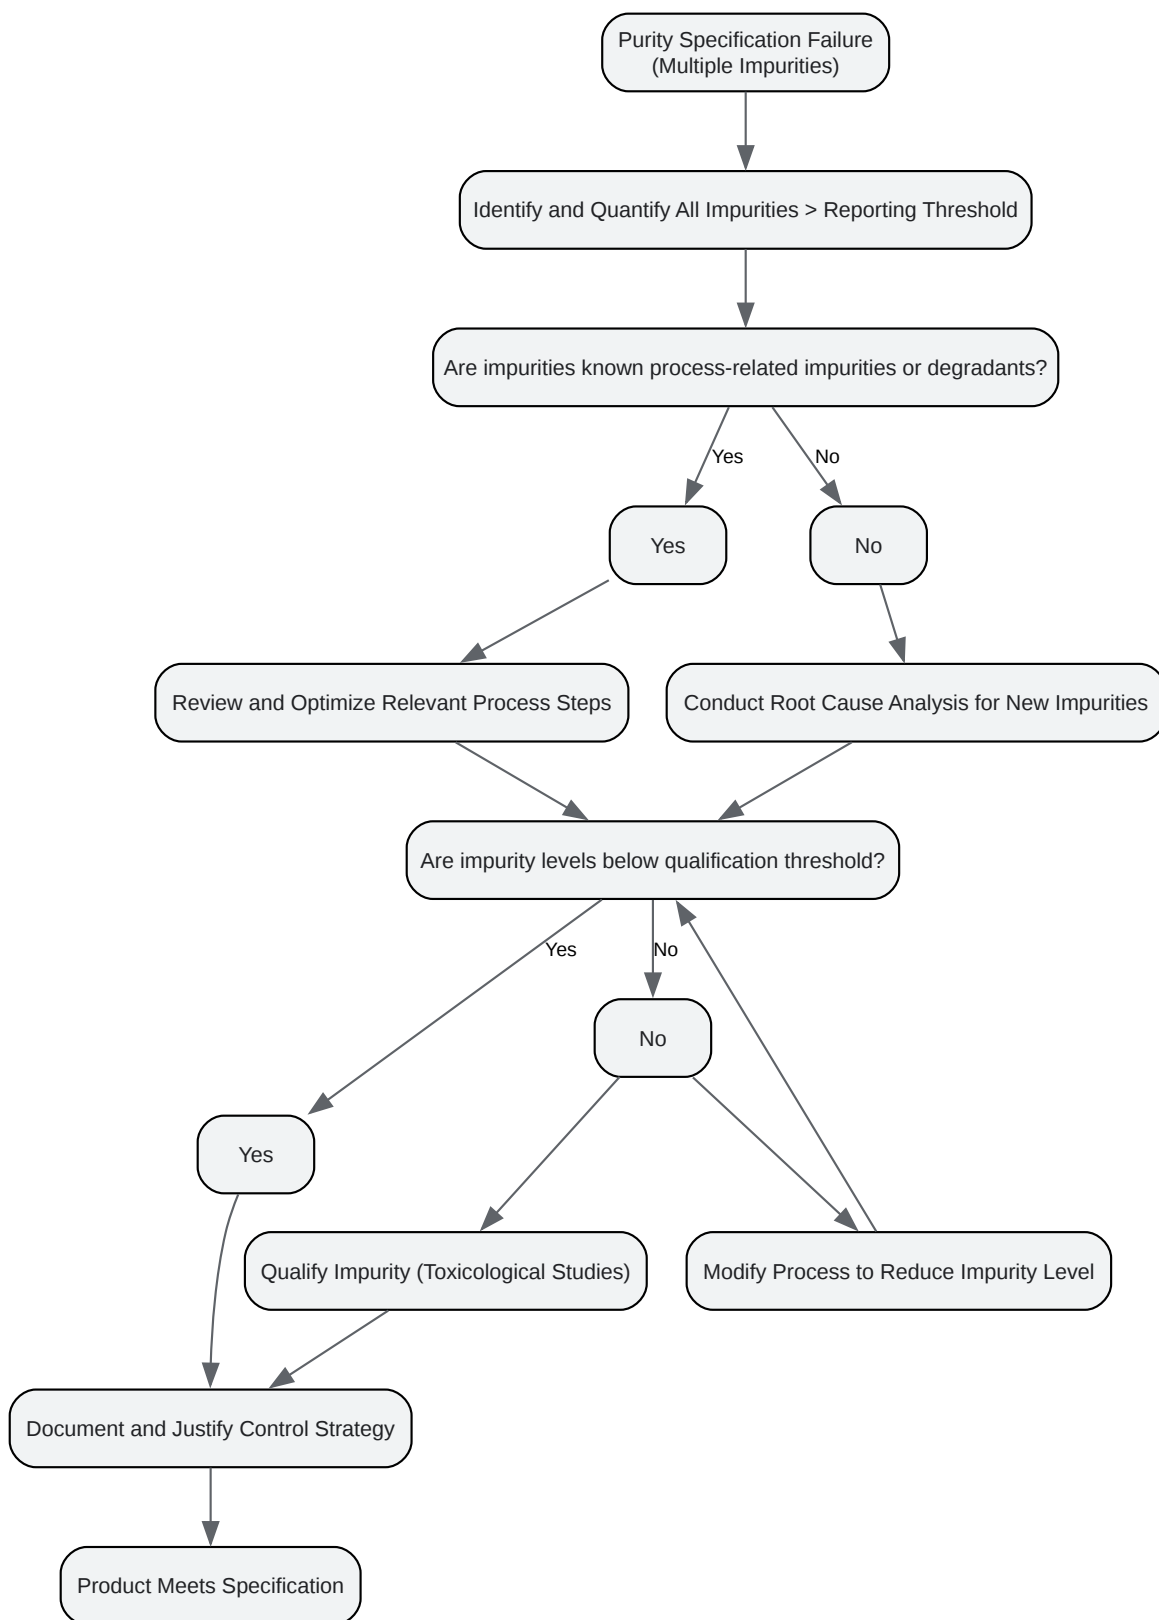 Purity Specification Failure
(Multiple Impurities)
Identify and Quantify All Impurities > Reporting Threshold
Are impurities known process-related impurities or degradants?
Yes
No
Yes
No
Review and Optimize Relevant Process Steps
Conduct Root Cause Analysis for New Impurities
Are impurity levels below qualification threshold?
Yes
No
No
Yes
Qualify Impurity (Toxicological Studies)
Modify Process to Reduce Impurity Level
Document and Justify Control Strategy
Product Meets Specification